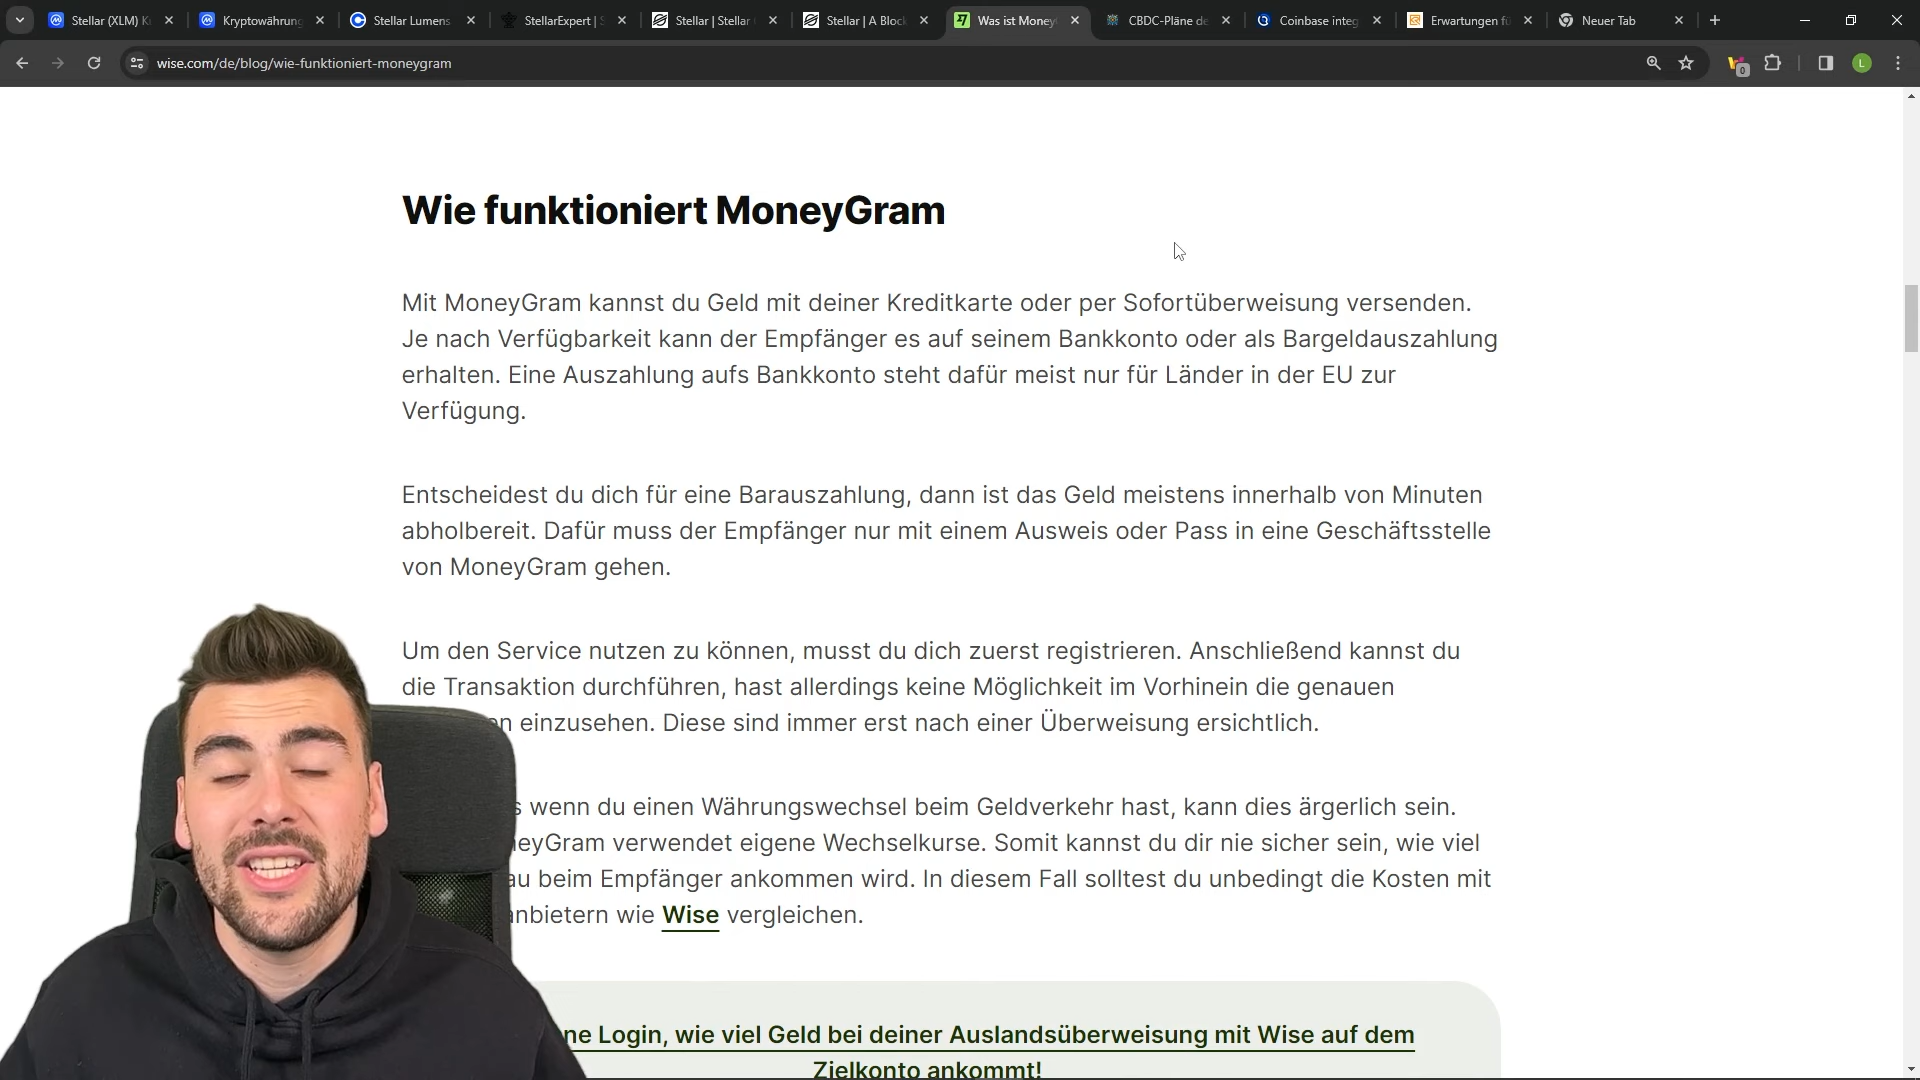 Stellar (XLM) K
Kryptowährung
Stellar Lumens
StellarExpert | S
Stellar | Stellar
Stellar | A Block
Was ist Money
CBDC-Pläne de
Coinbase integ
Erwartungen fü
Neuer Tab
wise.com/de/blog/wie-funktioniert-moneygram
0
L
Wie funktioniert MoneyGram
Mit MoneyGram kannst du Geld mit deiner Kreditkarte oder per Sofortüberweisung versenden.
Je nach Verfügbarkeit kann der Empfänger es auf seinem Bankkonto oder als Bargeldauszahlung
erhalten. Eine Auszahlung aufs Bankkonto steht dafür meist nur für Länder in der EU zur
Verfügung.
Entscheidest du dich für eine Barauszahlung, dann ist das Geld meistens innerhalb von Minuten
abholbereit. Dafür muss der Empfänger nur mit einem Ausweis oder Pass in eine Geschäftsstelle
von MoneyGram gehen.
Um den Service nutzen zu können, musst du dich zuerst registrieren. Anschließend kannst du
die Transaktion durchführen, hast allerdings keine Möglichkeit im Vorhinein die genauen
n einzusehen. Diese sind immer erst nach einer Überweisung ersichtlich.
s wenn du einen Währungswechsel beim Geldverkehr hast, kann dies ärgerlich sein.
eyGram verwendet eigene Wechselkurse. Somit kannst du dir nie sicher sein, wie viel
au beim Empfänger ankommen wird. In diesem Fall solltest du unbedingt die Kosten mit
anbietern wie Wise vergleichen.
ne Login, wie viel Geld bei deiner Auslandsüberweisung mit Wise auf dem
Zielkonto ankommt!